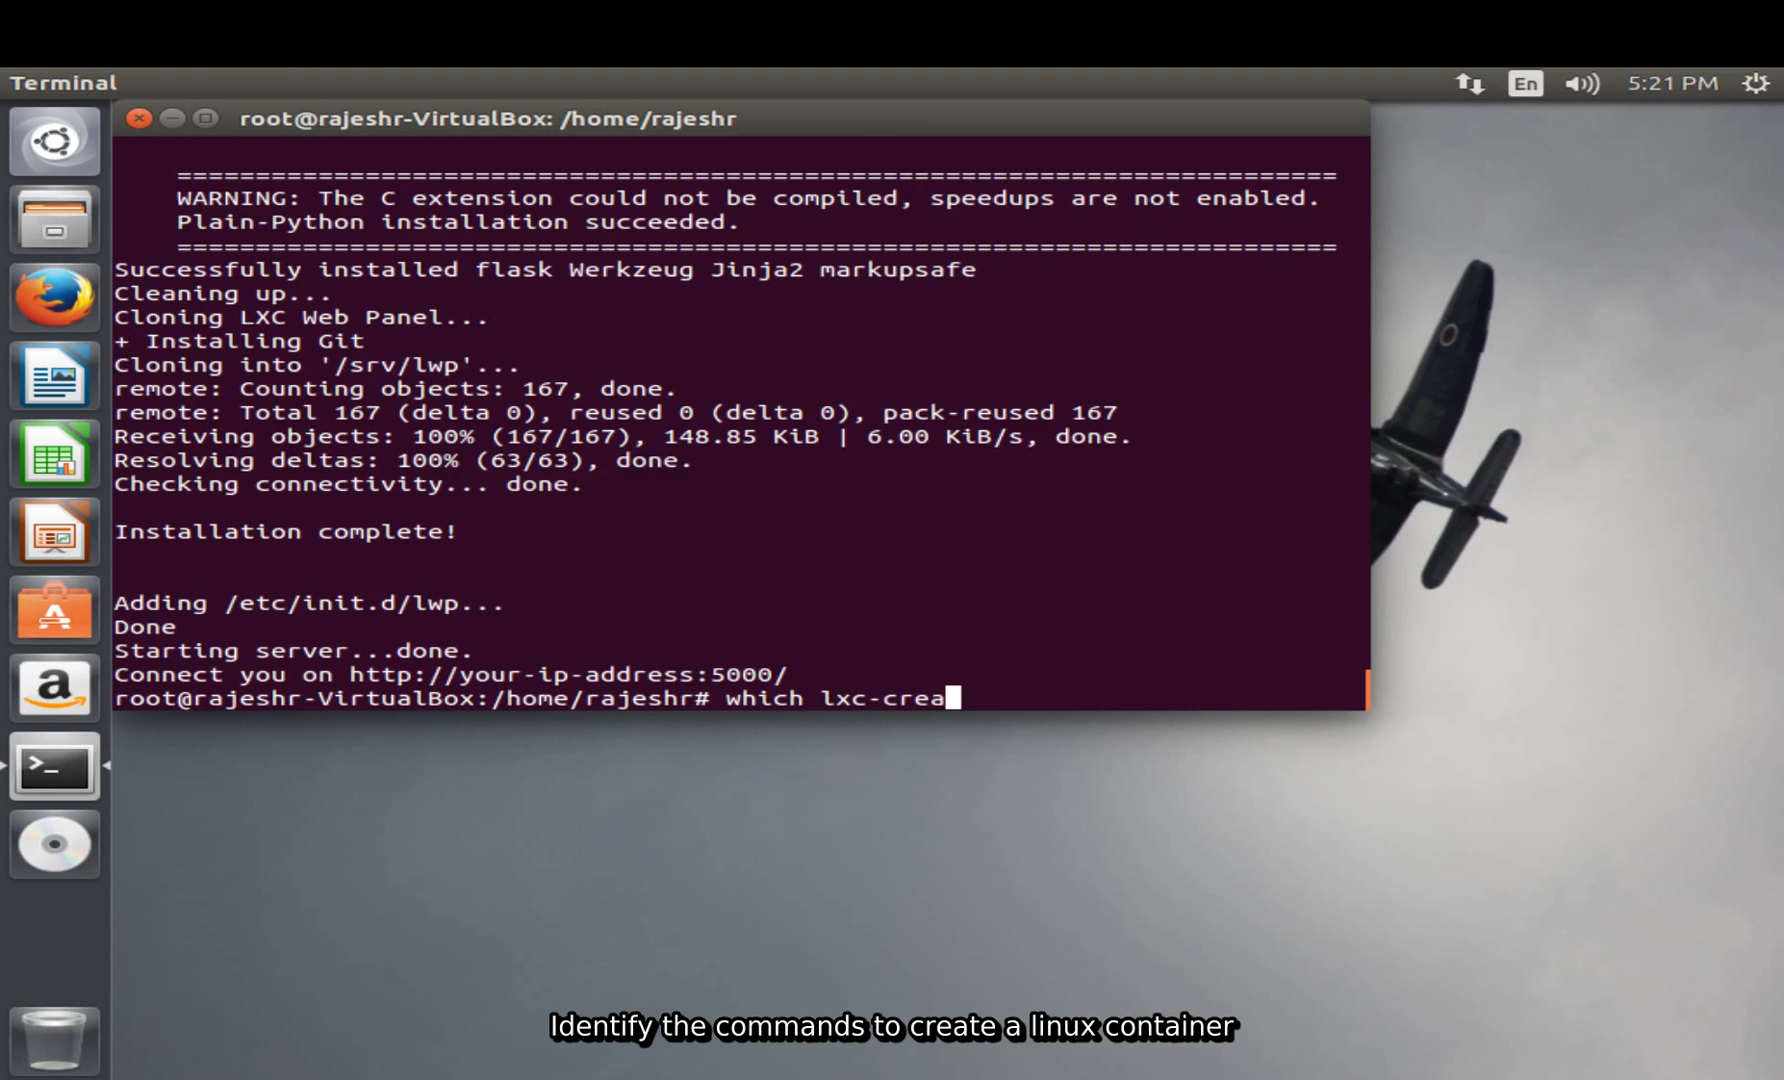 Terminal
En
5:21 PM
root@rajeshr-VirtualBox: /home/rajeshr
==========================================================================
WARNING: The C extension could not be compiled, speedups are not enabled.
Plain-Python installation succeeded.
==========================================================================
Successfully installed flask Werkzeug Jinja2 markupsafe
Cleaning up...
Cloning LXC Web Panel...
+ Installing Git
Cloning into '/srv/lwp'...
remote: Counting objects: 167, done.
remote: Total 167 (delta 0), reused 0 (delta 0), pack-reused 167
Receiving objects: 100% (167/167), 148.85 KiB | 6.00 KiB/s, done.
Resolving deltas: 100% (63/63), done.
Checking connectivity... done.
Installation complete!
Adding /etc/init.d/lwp...
Done
Starting server...done.
Connect you on http://your-ip-address:5000/
root@rajeshr-VirtualBox:/home/rajeshr# which lxc-crea
Identify the commands to create a linux container